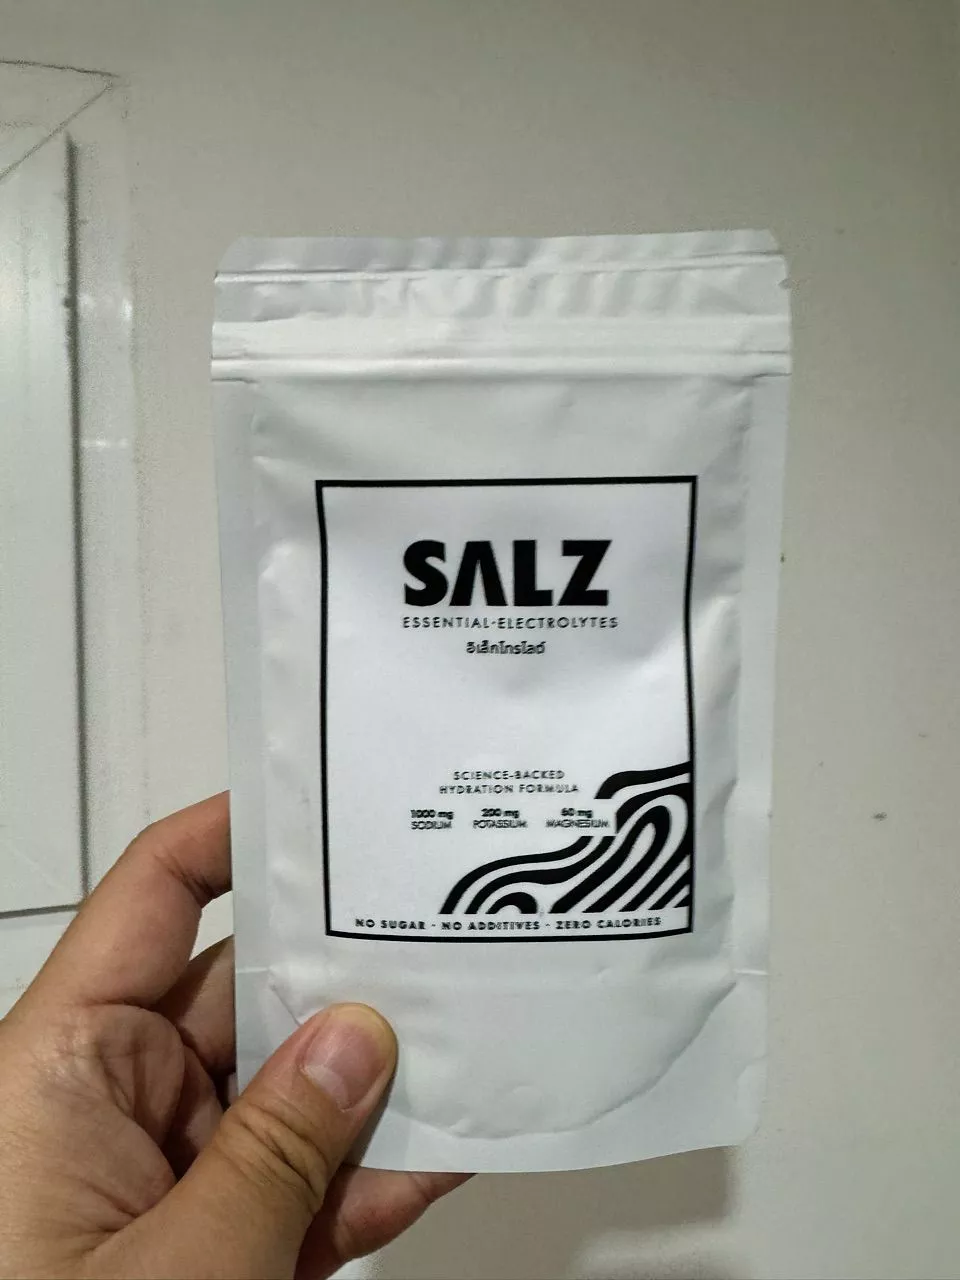 SALZ
ESSENTIAL·ELECTROLYTES
อิเล็กโทรไลต์
SCIENCE-BACKED
HYDRATION FORMULA
1000 mg 200 mg 60 mg
SODIUM POTASSIUM MAGNESIUM
NO SUGAR · NO ADDITIVES · ZERO CALORIES